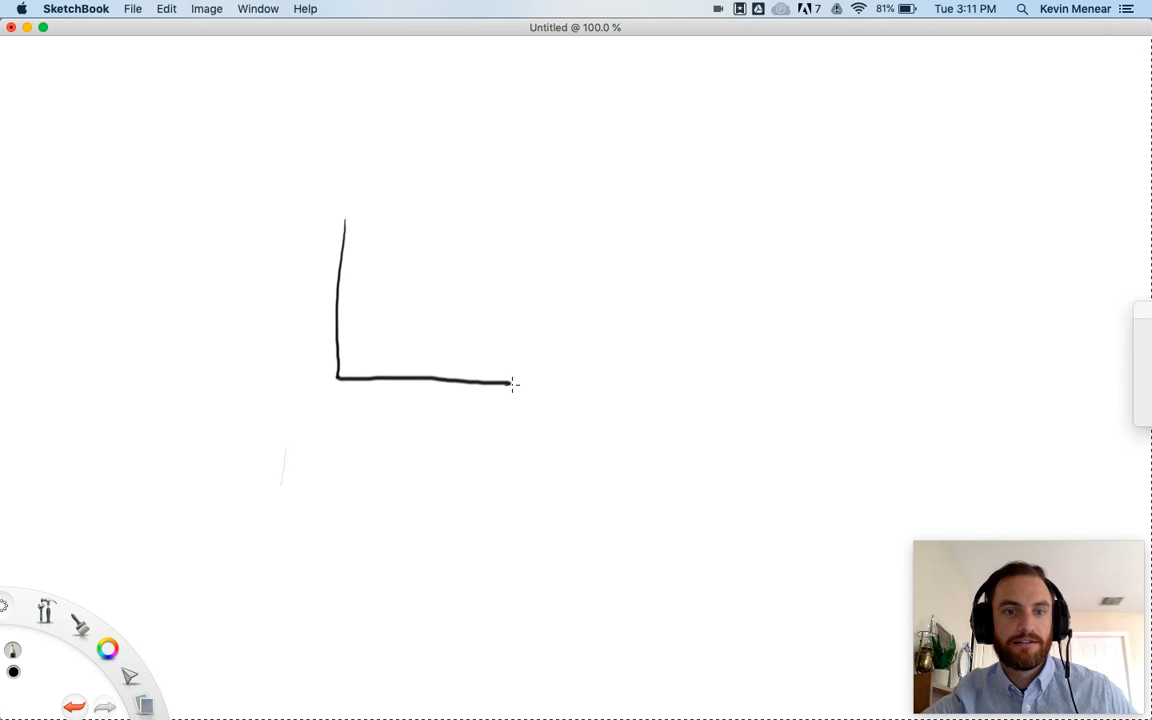 SketchBook File Edit Image Window Help 7 81% Tue 3:11 PM Kevin Menear
Untitled @ 100.0 %